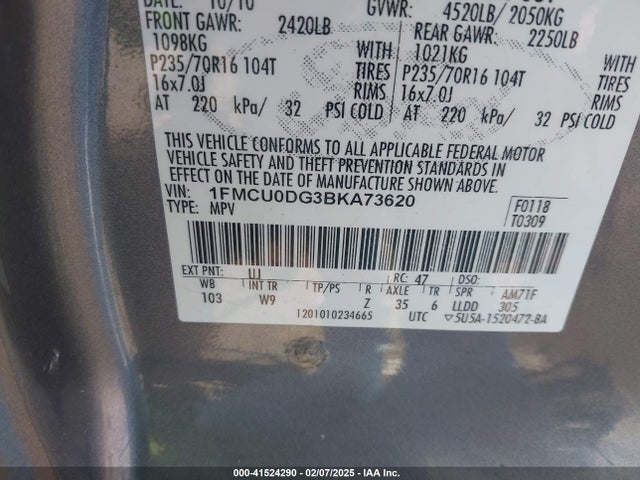 DATE: 10/10 GVWR: 4520LB/ 2050KG
FRONT GAWR: 2420LB REAR GAWR: 2250LB
1098KG WITH 1021KG WITH
P235/70R16 104T TIRES P235/70R16 104T TIRES
16x7.0J RIMS 16x7.0J RIMS
AT 220 kPa/ 32 PSI COLD AT 220 kPa/ 32 PSI COLD
THIS VEHICLE CONFORMS TO ALL APPLICABLE FEDERAL MOTOR
VEHICLE SAFETY AND THEFT PREVENTION STANDARDS IN
EFFECT ON THE DATE OF MANUFACTURE SHOWN ABOVE.
VIN: 1FMCU0DG3BKA73620 F0118
TYPE: MPV T0309
EXT PNT: UJ RC: 47 DSO:
WB INT TR TP/PS R AXLE TR SPR AM71F
103 W9 Z 35 6 LLDD 305
1201010234665 UTC ▽5U5A-1520472-BA
000-41524290 - 02/07/2025 - IAA Inc.